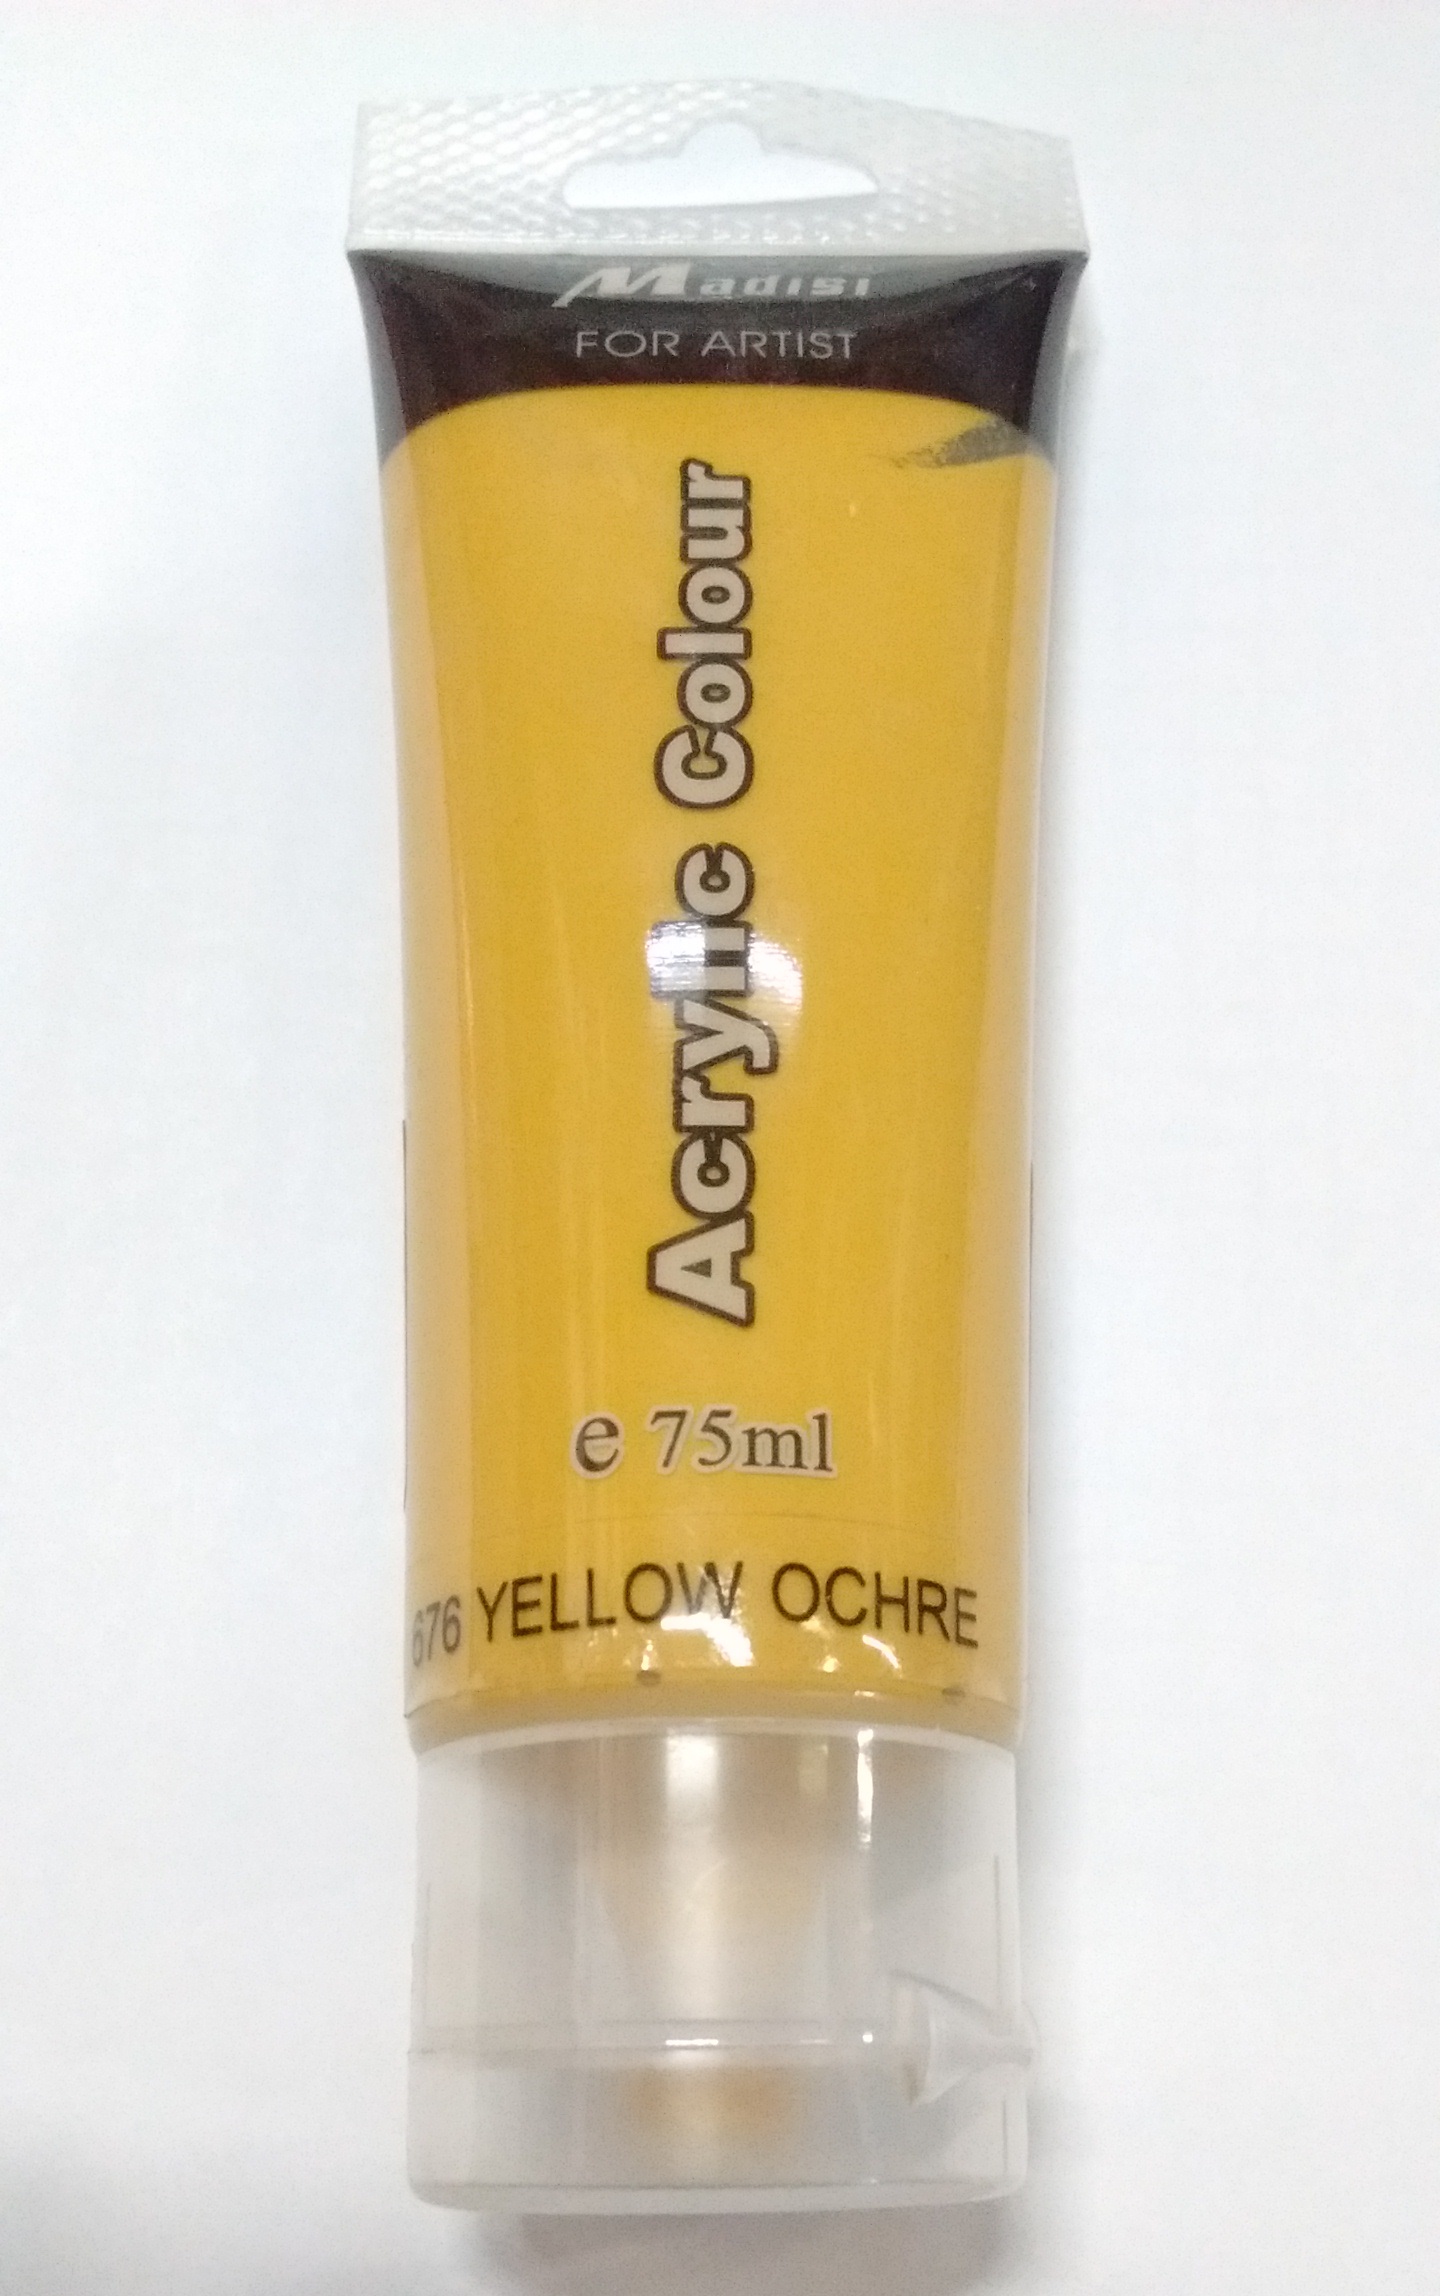 Madisi
FOR ARTIST
Acrylic Colour
e 75ml
676 YELLOW OCHRE